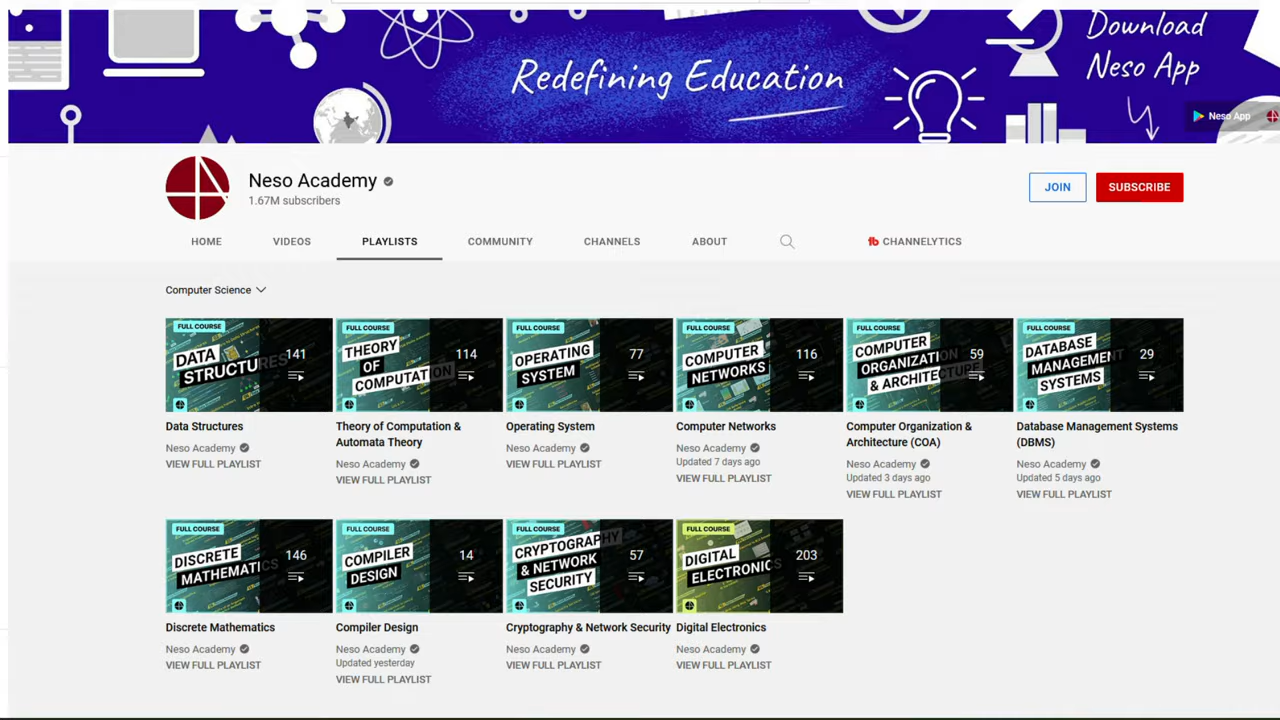 Redefining Education
Download
Neso App
Neso App
Neso Academy
1.67M subscribers
JOIN
SUBSCRIBE
HOME
VIDEOS
PLAYLISTS
COMMUNITY
CHANNELS
ABOUT
CHANNELYTICS
Computer Science
FULL COURSE
DATA
STRUCTURES
141
FULL COURSE
THEORY
OF
COMPUTATION
114
FULL COURSE
OPERATING
SYSTEM
77
FULL COURSE
COMPUTER
NETWORKS
116
FULL COURSE
COMPUTER
ORGANIZATION
& ARCHITECTURE
59
FULL COURSE
DATABASE
MANAGEMENT
SYSTEMS
29
Data Structures
Neso Academy
VIEW FULL PLAYLIST
Theory of Computation &
Automata Theory
Neso Academy
VIEW FULL PLAYLIST
Operating System
Neso Academy
VIEW FULL PLAYLIST
Computer Networks
Neso Academy
Updated 7 days ago
VIEW FULL PLAYLIST
Computer Organization &
Architecture (COA)
Neso Academy
Updated 3 days ago
VIEW FULL PLAYLIST
Database Management Systems
(DBMS)
Neso Academy
Updated 5 days ago
VIEW FULL PLAYLIST
FULL COURSE
DISCRETE
MATHEMATICS
146
FULL COURSE
COMPILER
DESIGN
14
FULL COURSE
CRYPTOGRAPHY
& NETWORK
SECURITY
57
FULL COURSE
DIGITAL
ELECTRONICS
203
Discrete Mathematics
Neso Academy
VIEW FULL PLAYLIST
Compiler Design
Neso Academy
Updated yesterday
VIEW FULL PLAYLIST
Cryptography & Network Security
Neso Academy
VIEW FULL PLAYLIST
Digital Electronics
Neso Academy
VIEW FULL PLAYLIST